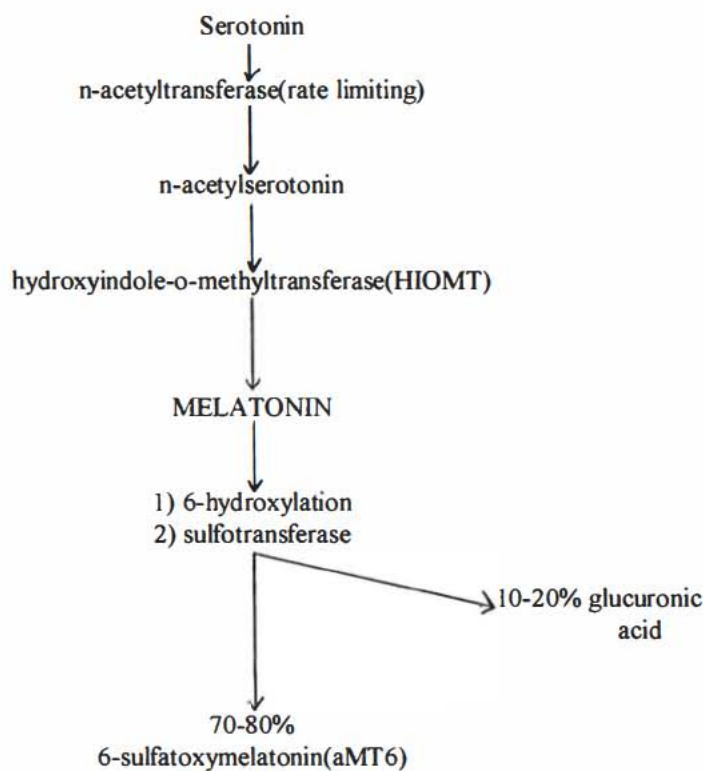 Serotonin
n-acetyltransferase(rate limiting)
n-acetylserotonin
hydroxyindole-o-methyltransferase(HIOMT)
MELATONIN
1) 6-hydroxylation
2) sulfotransferase
10-20% glucuronic
acid
70-80%
6-sulfatoxymelatonin(aMT6)